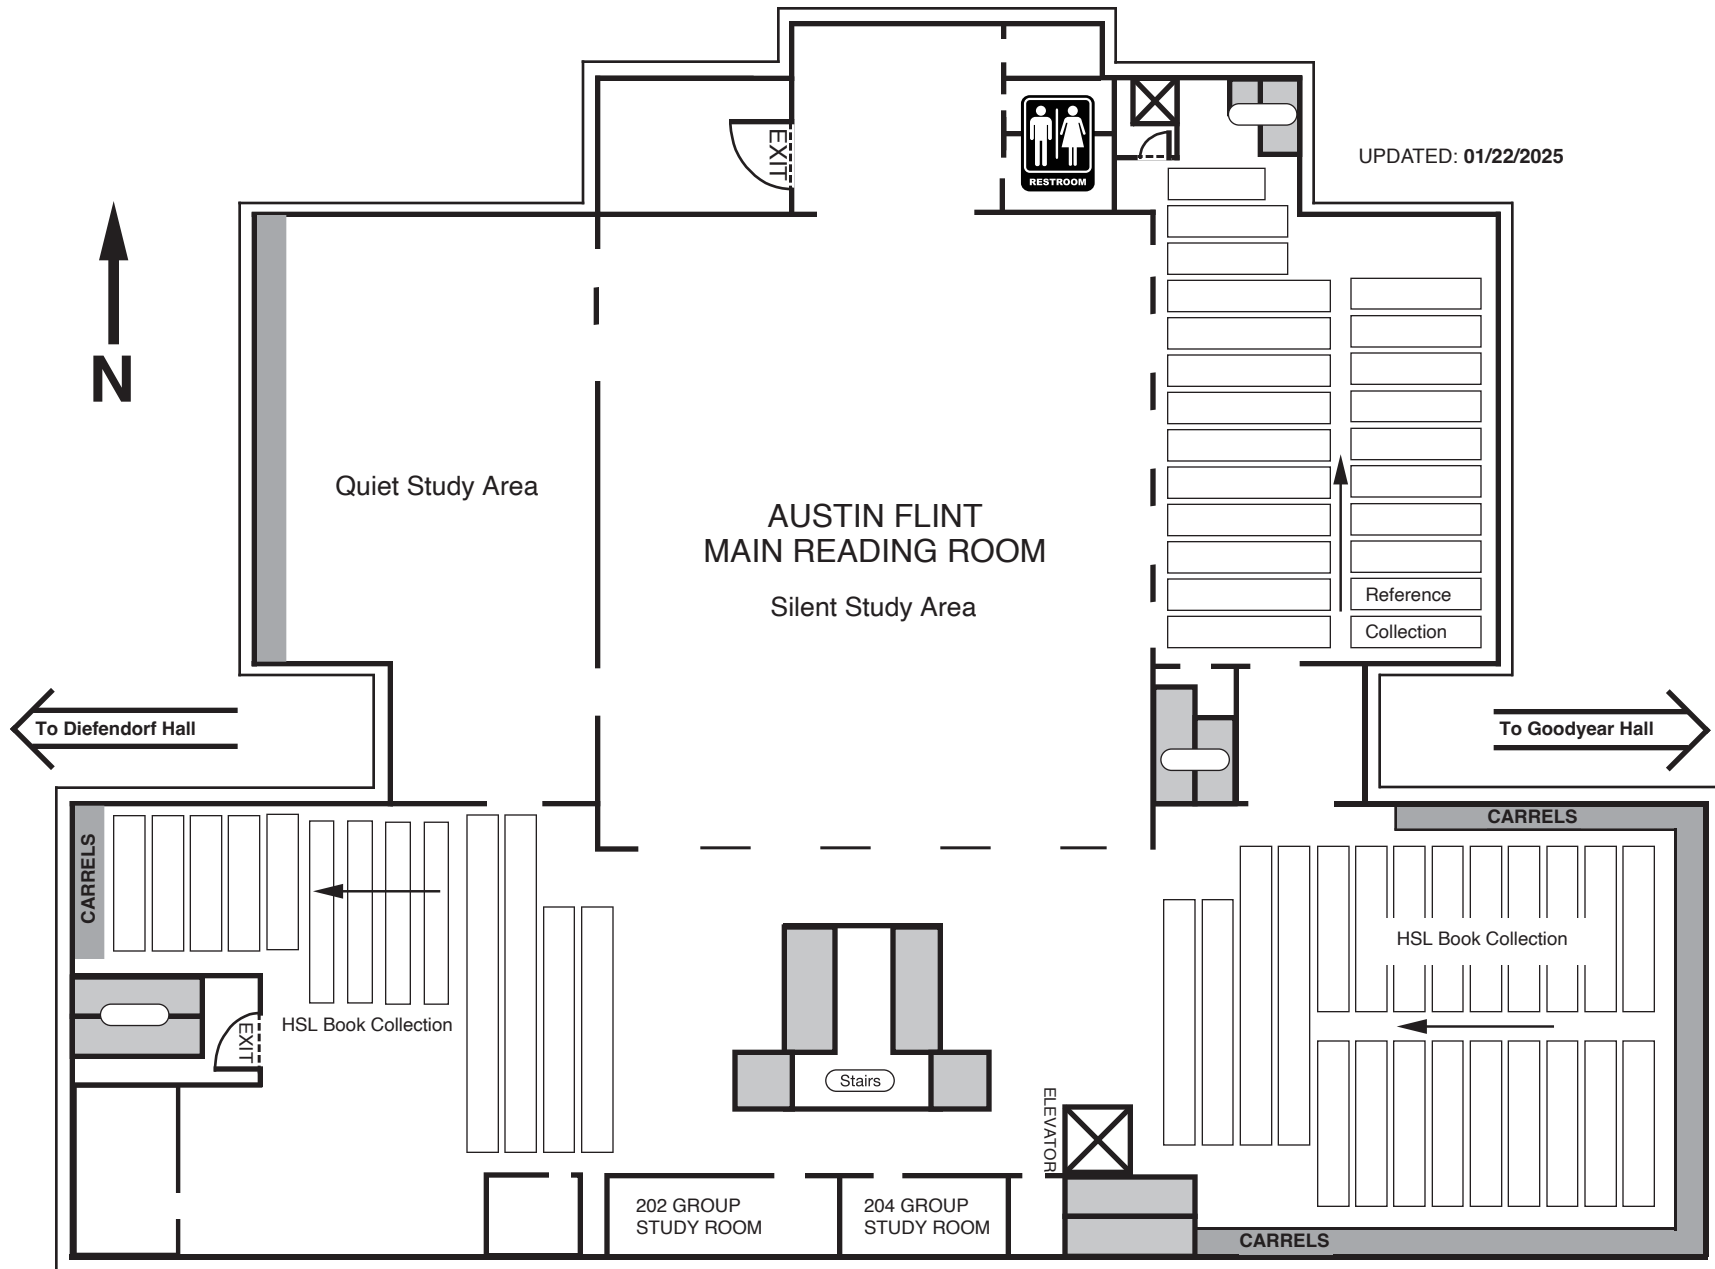 EXIT
RESTROOM
UPDATED: 01/22/2025
N
Quiet Study Area
AUSTIN FLINT
MAIN READING ROOM
Silent Study Area
Reference
Collection
To Diefendorf Hall
To Goodyear Hall
CARRELS
CARRELS
HSL Book Collection
HSL Book Collection
EXIT
Stairs
ELEVATOR
202 GROUP
STUDY ROOM
204 GROUP
STUDY ROOM
CARRELS